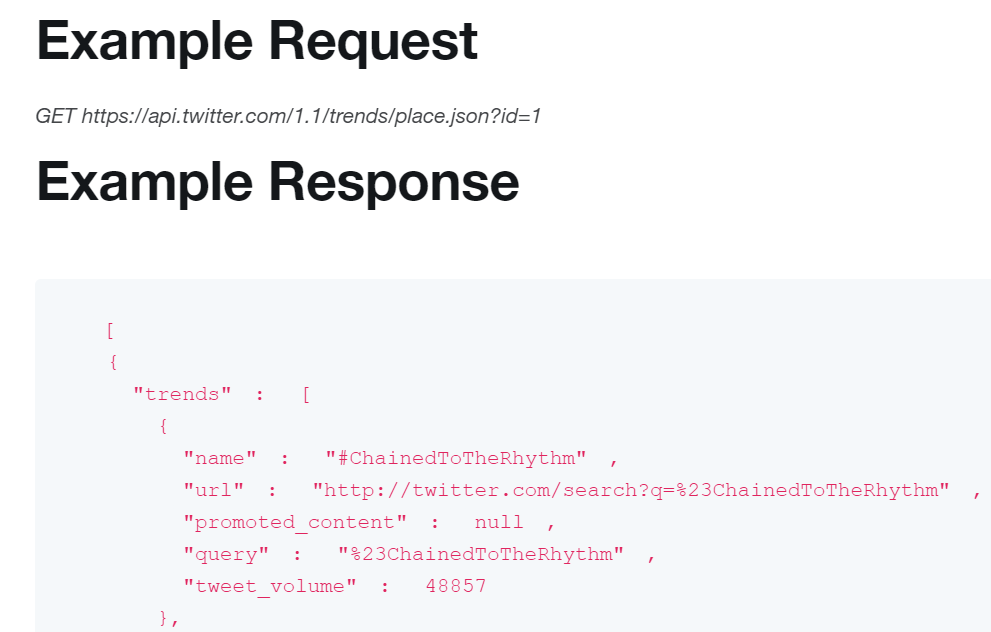 Example Request
GET https://api.twitter.com/1.1/trends/place.json?id=1
Example Response
[
{
"trends" : [
{
"name" : "#ChainedToTheRhythm" ,
"url" : "http://twitter.com/search?q=%23ChainedToTheRhythm" ,
"promoted_content" : null ,
"query" : "%23ChainedToTheRhythm" ,
"tweet_volume" : 48857
},